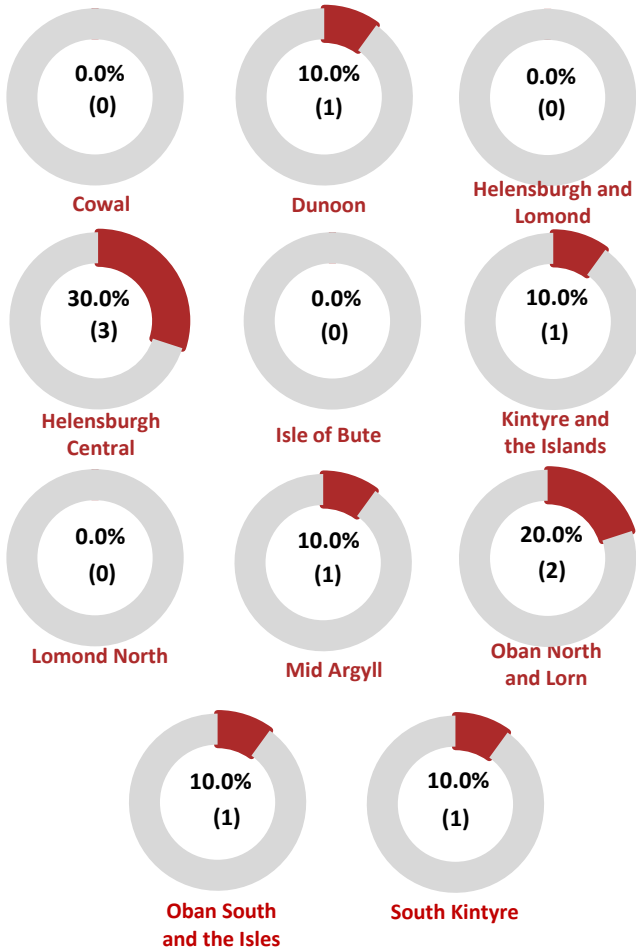 0.0%
(0)
Cowal
10.0%
(1)
Dunoon
0.0%
(0)
Helensburgh and
Lomond
30.0%
(3)
Helensburgh
Central
0.0%
(0)
Isle of Bute
10.0%
(1)
Kintyre and
the Islands
0.0%
(0)
Lomond North
10.0%
(1)
Mid Argyll
20.0%
(2)
Oban North
and Lorn
10.0%
(1)
Oban South
and the Isles
10.0%
(1)
South Kintyre